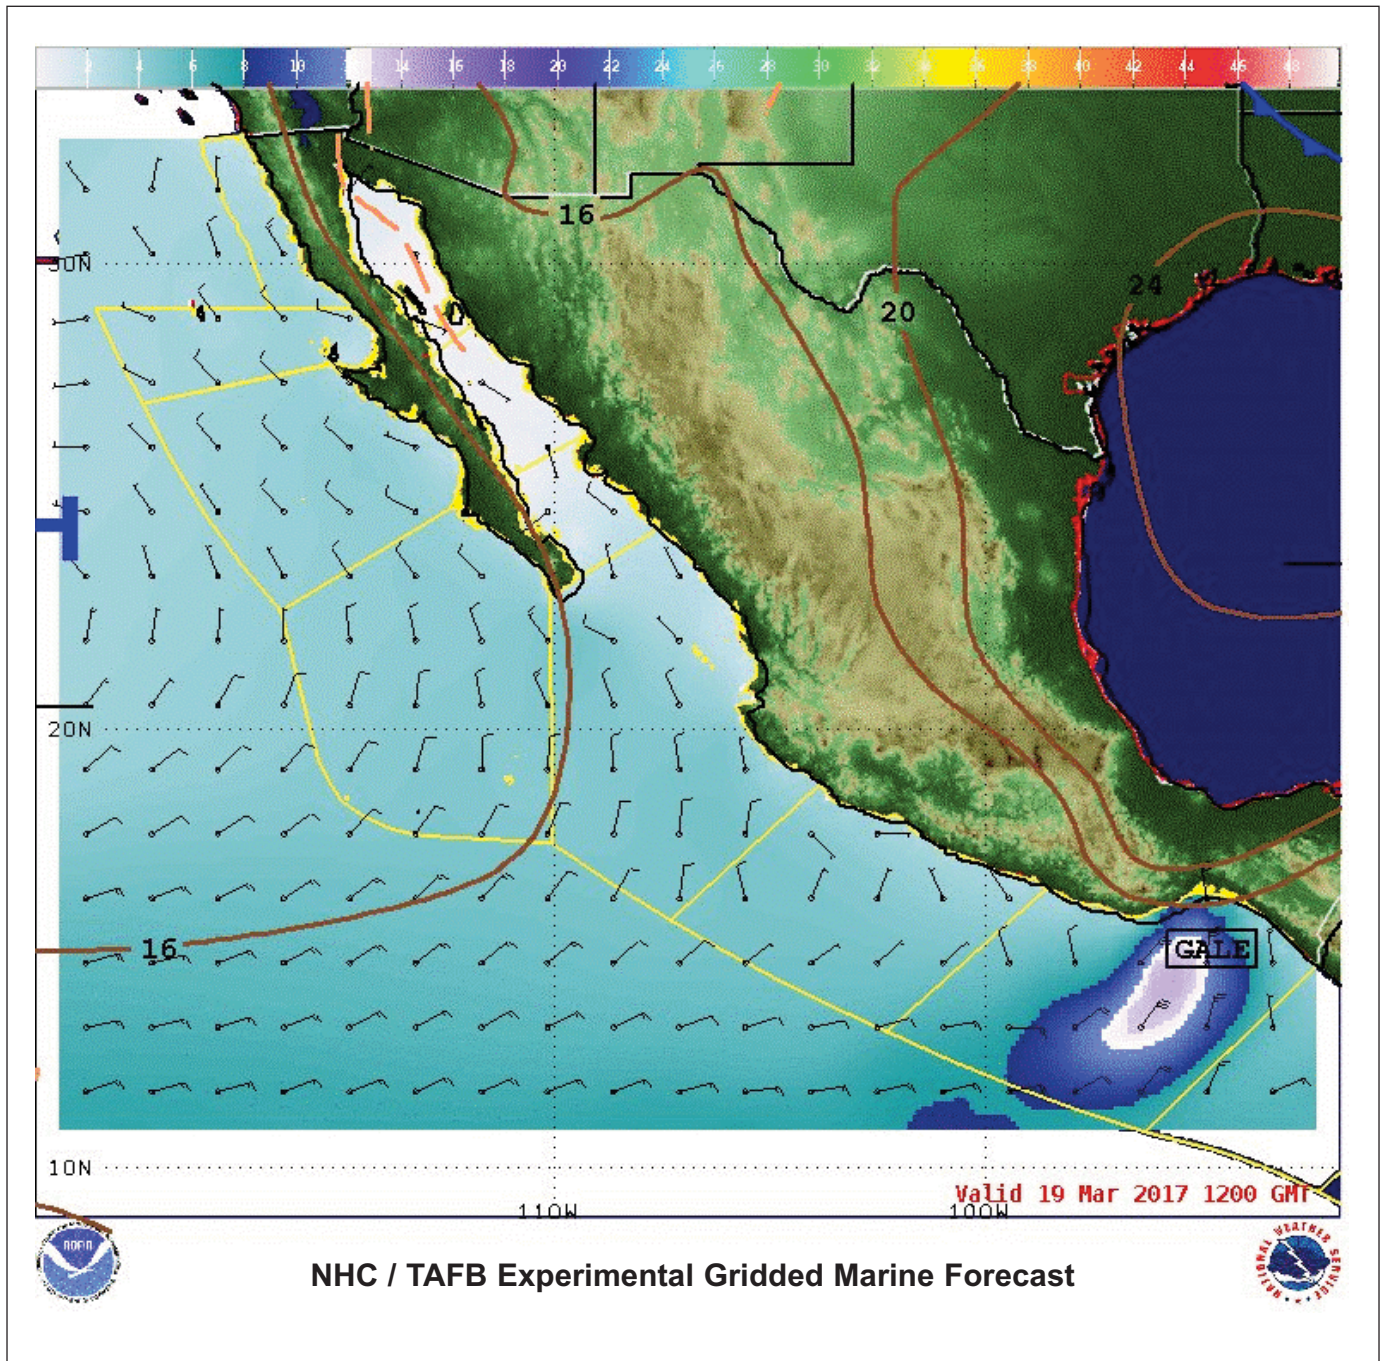 2 4 6 8 10 12 14 16 18 20 22 24 26 28 30 32 34 36 38 40 42 44 46 48
16
30N
24
20
4
20N
16
GALE
10N
Valid 19 Mar 2017 1200 GMT
110W 100W
NOAA
NATIONAL WEATHER SERVICE
NHC / TAFB Experimental Gridded Marine Forecast